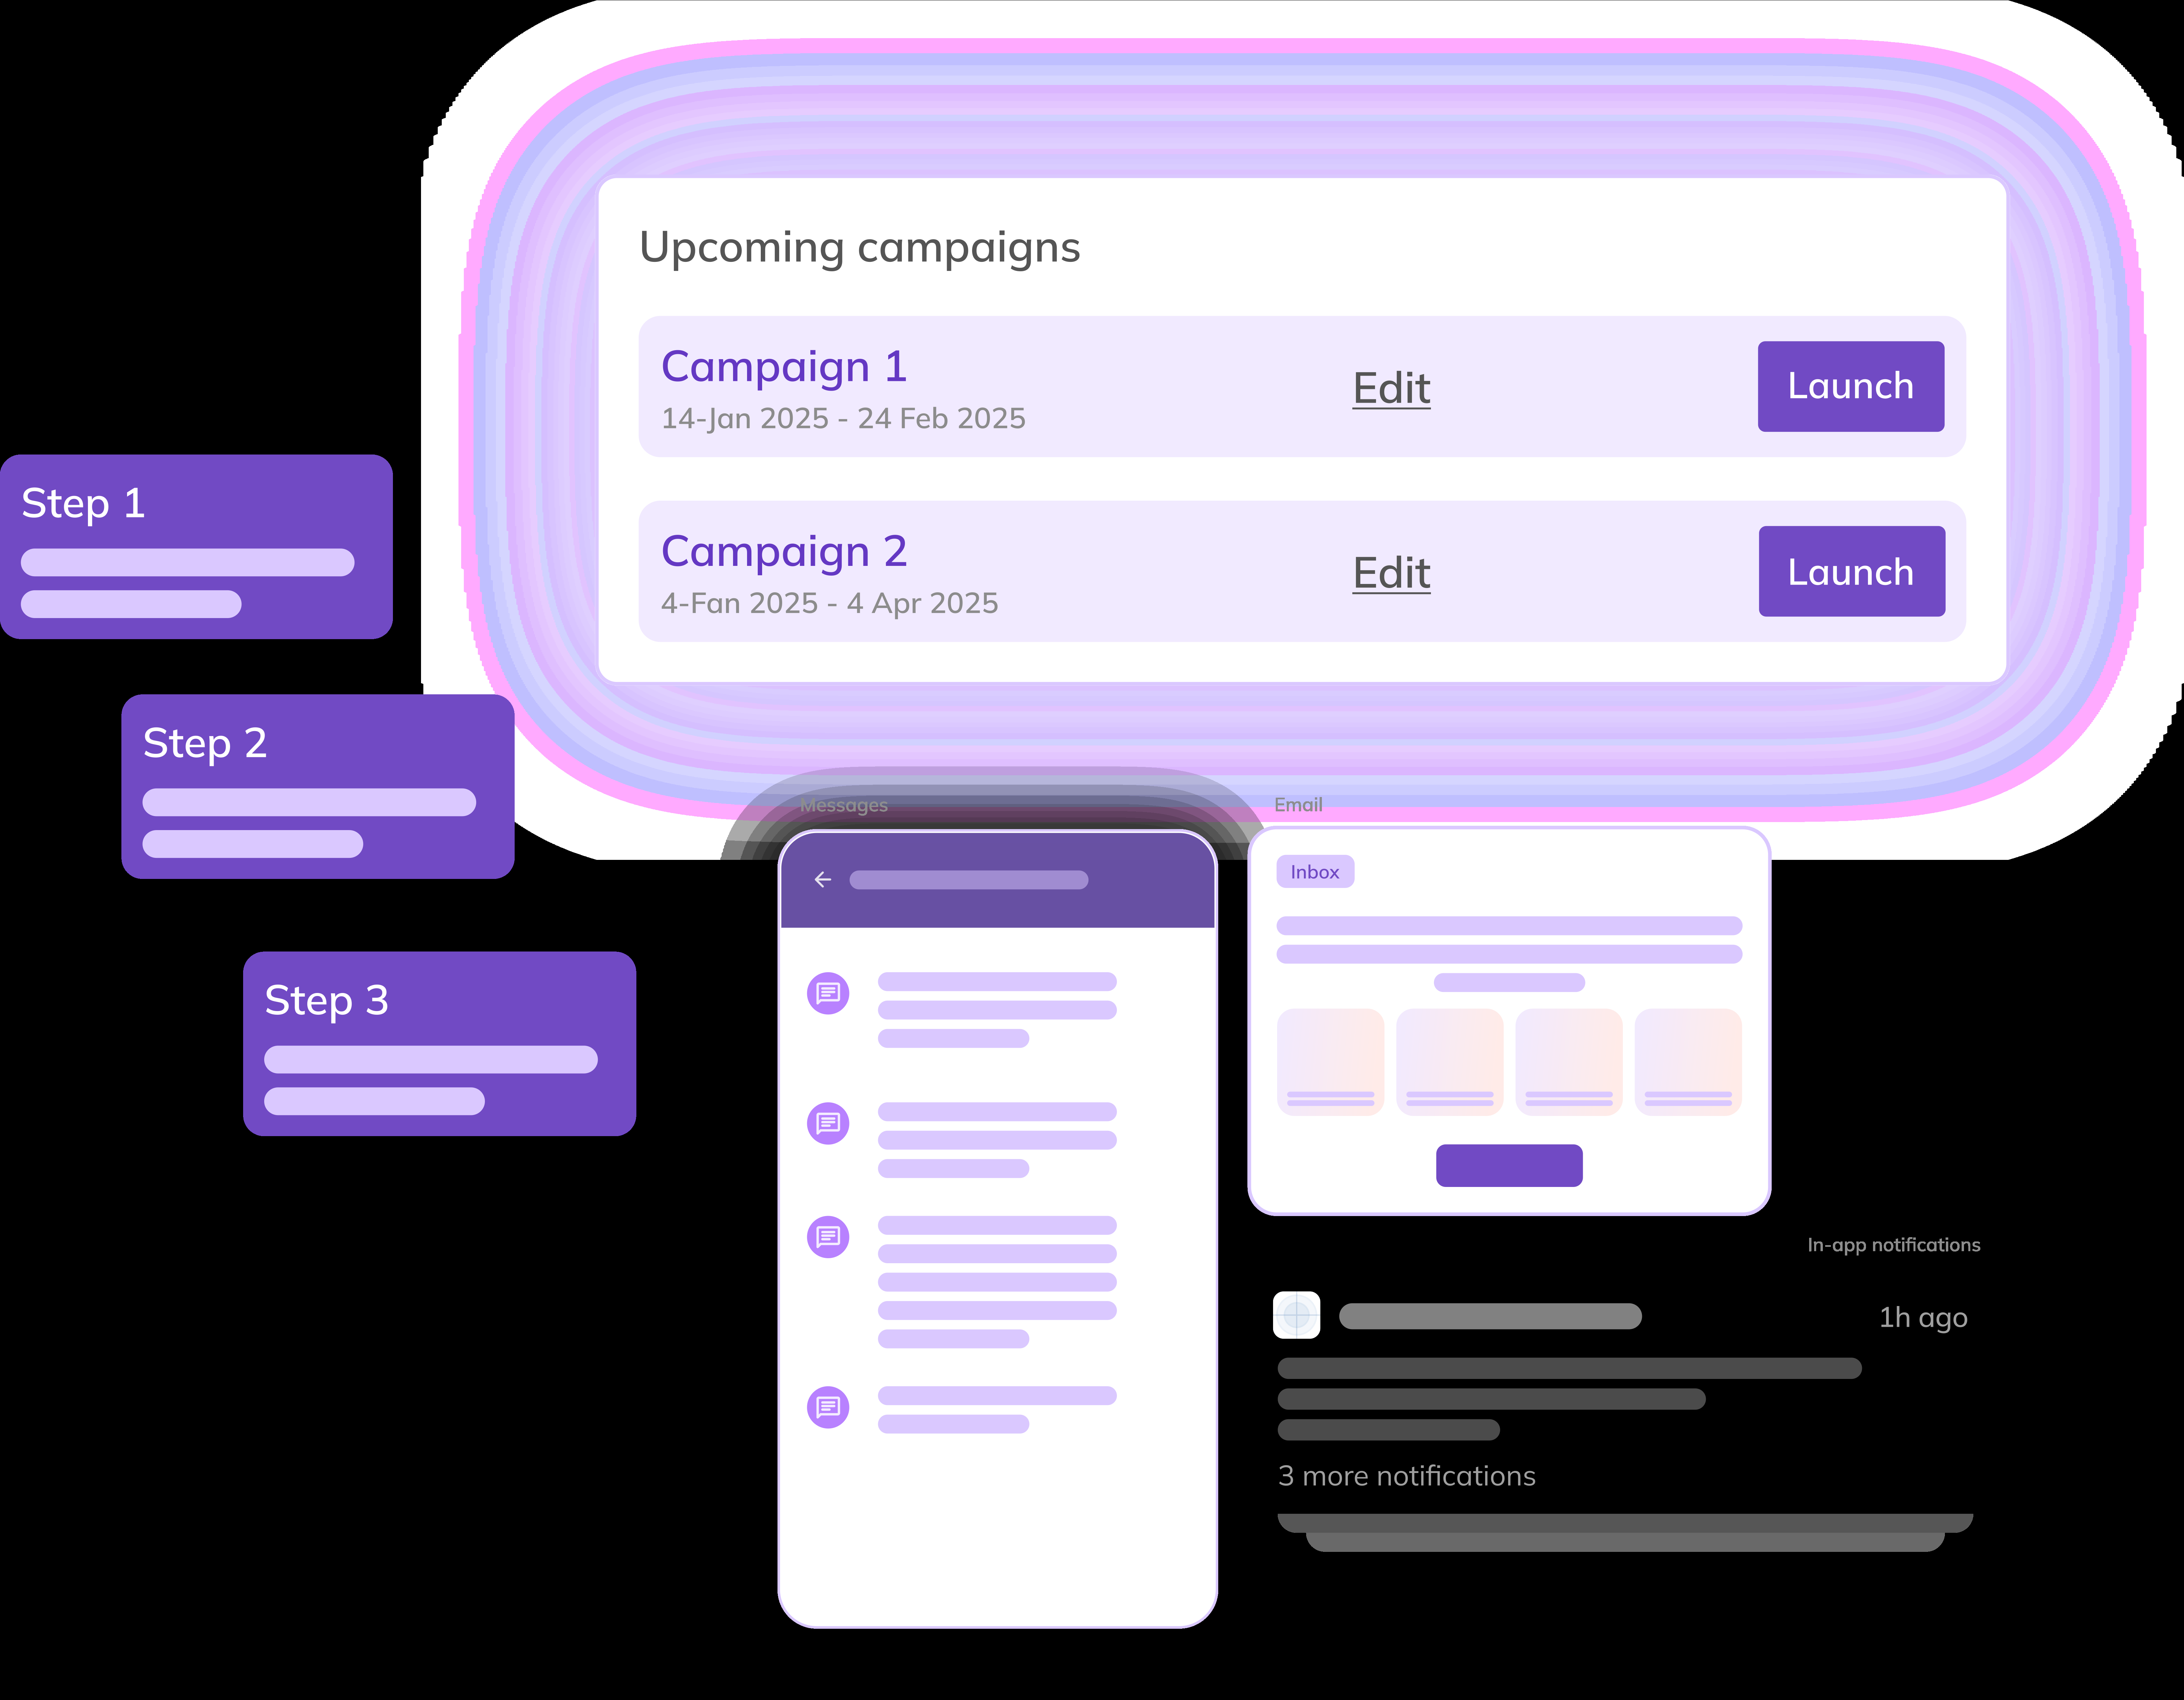 Upcoming campaigns
Campaign 1
14-Jan 2025 - 24 Feb 2025
Edit
Launch
Campaign 2
4-Fan 2025 - 4 Apr 2025
Edit
Launch
Step 1
Step 2
Step 3
Messages
Email
Inbox
In-app notifications
1h ago
3 more notifications